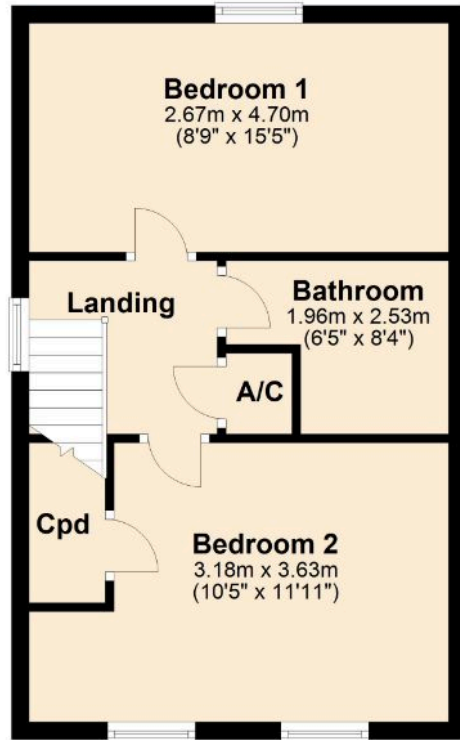 Bedroom 1
2.67m x 4.70m
(8'9" x 15'5")
Landing
Bathroom
1.96m x 2.53m
(6'5" x 8'4")
A/C
Cpd
Bedroom 2
3.18m x 3.63m
(10'5" x 11'11")